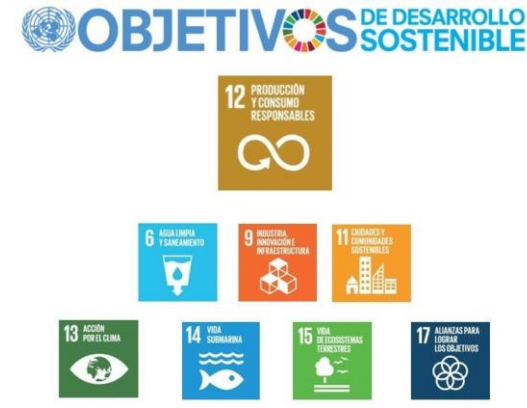 OBJETIVOS DE DESARROLLO
SOSTENIBLE
12 PRODUCCIÓN
Y CONSUMO
RESPONSABLES
6 AGUA LIMPIA
Y SANEAMIENTO
9 INDUSTRIA,
INNOVACIÓN E
INFRAESTRUCTURA
11 CIUDADES Y
COMUNIDADES
SOSTENIBLES
13 ACCIÓN
POR EL CLIMA
14 VIDA
SUBMARINA
15 VIDA
DE ECOSISTEMAS
TERRESTRES
17 ALIANZAS PARA
LOGRAR
LOS OBJETIVOS